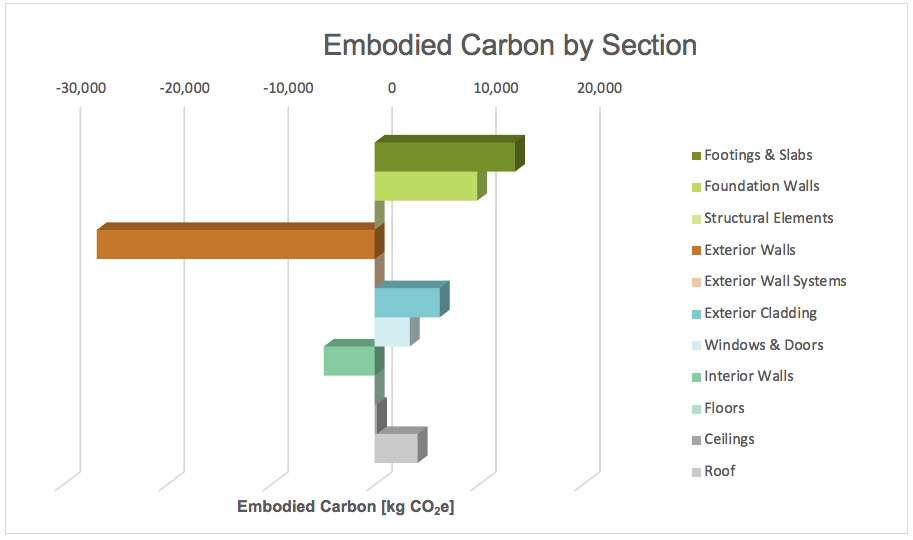 Embodied Carbon by Section
-30,000 -20,000 -10,000 0 10,000 20,000
Footings & Slabs
Foundation Walls
Structural Elements
Exterior Walls
Exterior Wall Systems
Exterior Cladding
Windows & Doors
Interior Walls
Floors
Ceilings
Roof
Embodied Carbon [kg CO₂e]